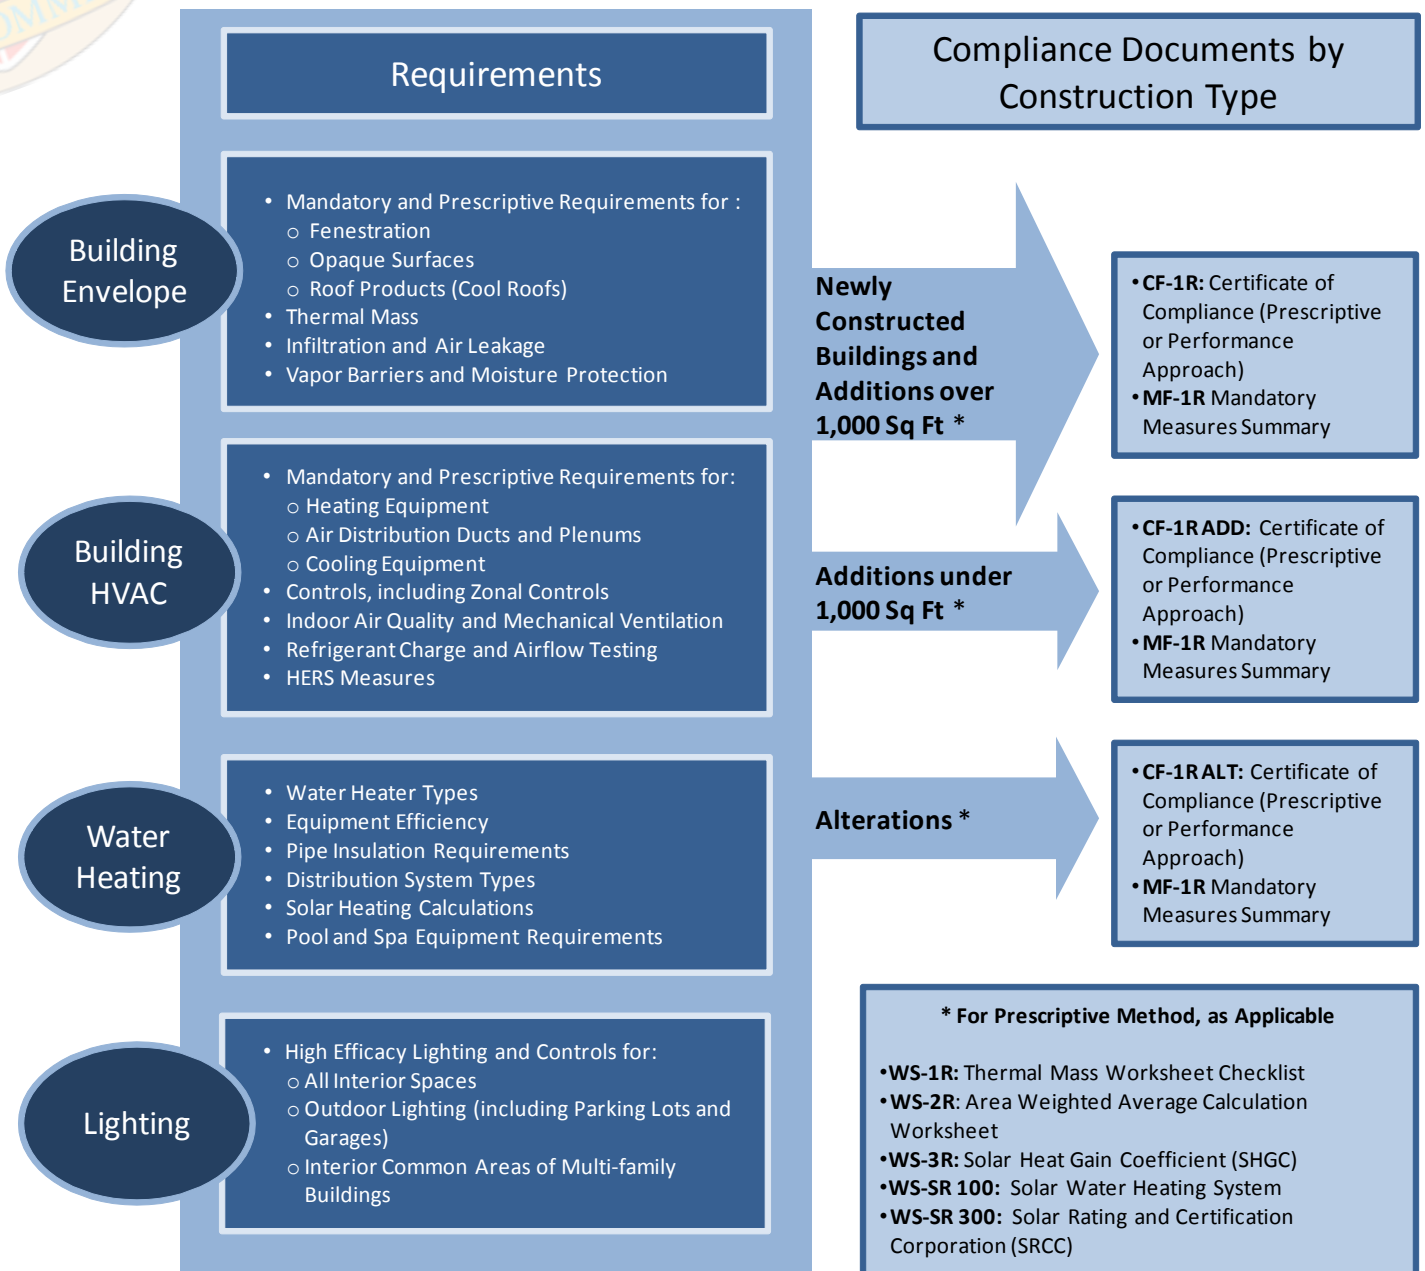 Requirements
Compliance Documents by
Construction Type
Building
Envelope
• Mandatory and Prescriptive Requirements for :
o Fenestration
o Opaque Surfaces
o Roof Products (Cool Roofs)
• Thermal Mass
• Infiltration and Air Leakage
• Vapor Barriers and Moisture Protection
Newly
Constructed
Buildings and
Additions over
1,000 Sq Ft *
•CF-1R: Certificate of
Compliance (Prescriptive
or Performance
Approach)
•MF-1R Mandatory
Measures Summary
Building
HVAC
• Mandatory and Prescriptive Requirements for:
o Heating Equipment
o Air Distribution Ducts and Plenums
o Cooling Equipment
• Controls, including Zonal Controls
• Indoor Air Quality and Mechanical Ventilation
• Refrigerant Charge and Airflow Testing
• HERS Measures
Additions under
1,000 Sq Ft *
•CF-1R ADD: Certificate of
Compliance (Prescriptive
or Performance
Approach)
•MF-1R Mandatory
Measures Summary
Water
Heating
• Water Heater Types
• Equipment Efficiency
• Pipe Insulation Requirements
• Distribution System Types
• Solar Heating Calculations
• Pool and Spa Equipment Requirements
Alterations *
•CF-1R ALT: Certificate of
Compliance (Prescriptive
or Performance
Approach)
•MF-1R Mandatory
Measures Summary
Lighting
• High Efficacy Lighting and Controls for:
o All Interior Spaces
o Outdoor Lighting (including Parking Lots and
Garages)
o Interior Common Areas of Multi-family
Buildings
* For Prescriptive Method, as Applicable
•WS-1R: Thermal Mass Worksheet Checklist
•WS-2R: Area Weighted Average Calculation
Worksheet
•WS-3R: Solar Heat Gain Coefficient (SHGC)
•WS-SR 100: Solar Water Heating System
•WS-SR 300: Solar Rating and Certification
Corporation (SRCC)